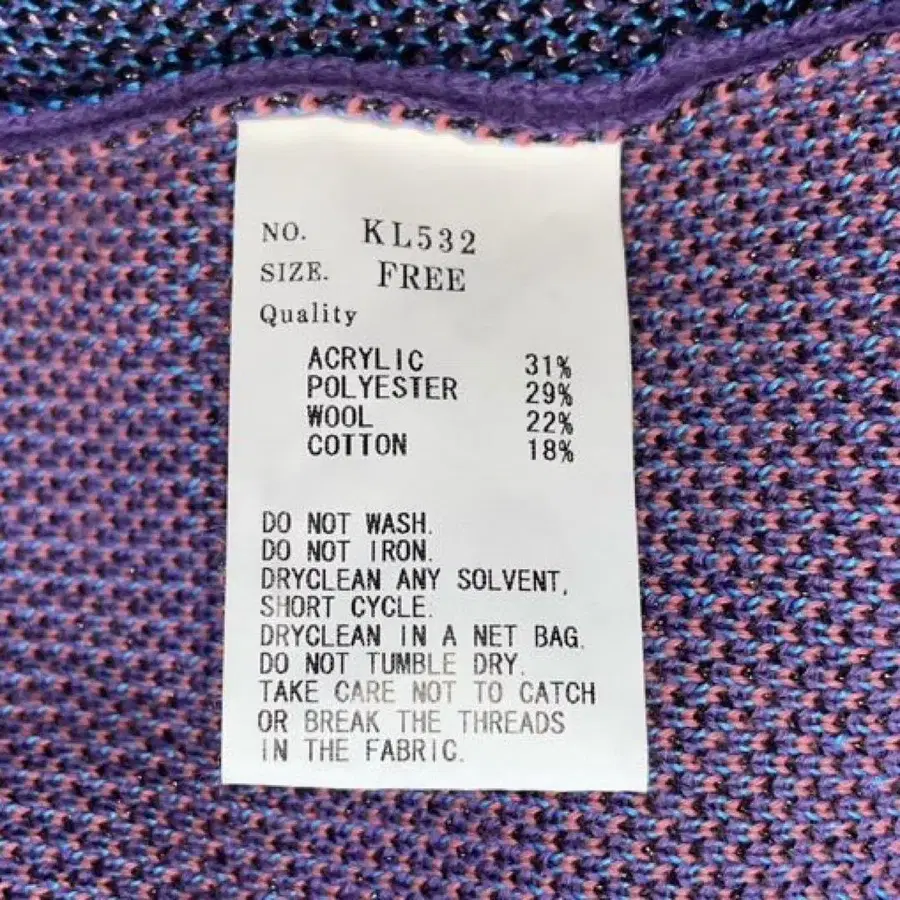 NO. KL532
SIZE. FREE
Quality
ACRYLIC 31%
POLYESTER 29%
WOOL 22%
COTTON 18%
DO NOT WASH.
DO NOT IRON.
DRYCLEAN ANY SOLVENT,
SHORT CYCLE.
DRYCLEAN IN A NET BAG.
DO NOT TUMBLE DRY.
TAKE CARE NOT TO CATCH
OR BREAK THE THREADS
IN THE FABRIC.